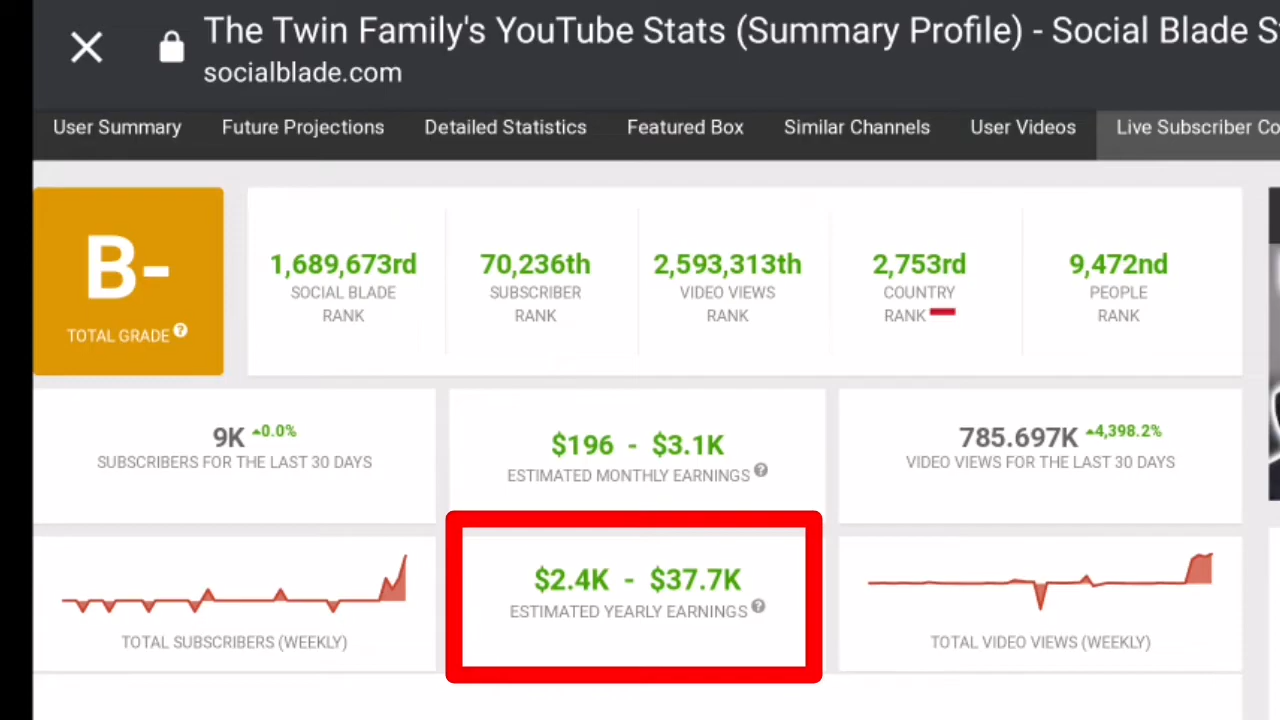 The Twin Family's YouTube Stats (Summary Profile) - Social Blade S
socialblade.com
User Summary Future Projections Detailed Statistics Featured Box Similar Channels User Videos Live Subscriber Co
B-
TOTAL GRADE ?
1,689,673rd
SOCIAL BLADE
RANK
70,236th
SUBSCRIBER
RANK
2,593,313th
VIDEO VIEWS
RANK
2,753rd
COUNTRY
RANK
9,472nd
PEOPLE
RANK
9K 0.0%
SUBSCRIBERS FOR THE LAST 30 DAYS
$196 - $3.1K
ESTIMATED MONTHLY EARNINGS ?
785.697K 4,398.2%
VIDEO VIEWS FOR THE LAST 30 DAYS
TOTAL SUBSCRIBERS (WEEKLY)
$2.4K - $37.7K
ESTIMATED YEARLY EARNINGS ?
TOTAL VIDEO VIEWS (WEEKLY)